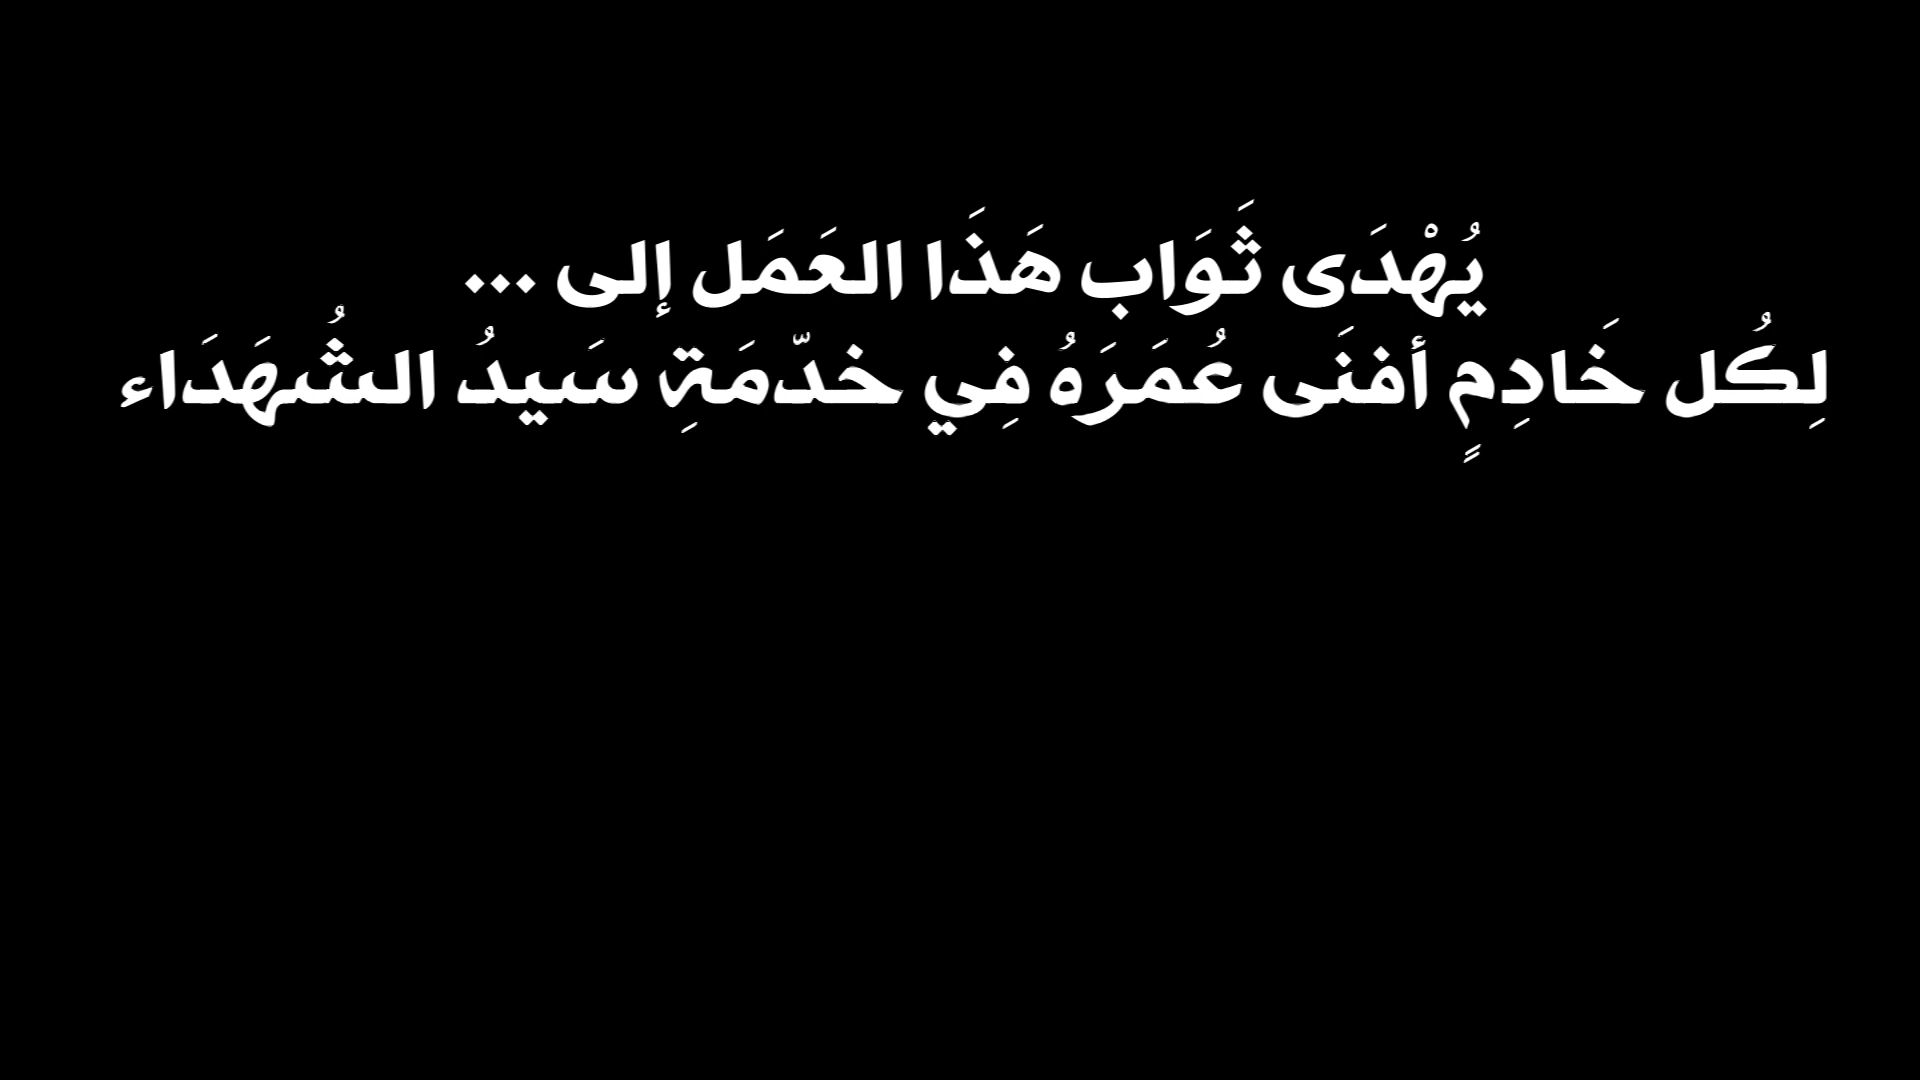 يُهْدَى ثَوَاب هَذَا العَمَل إلى ...
لِكُل خَادِمٍ أفنَى عُمَرَهُ فِي خدّمَةِ سَيدُ الشُهَدَاء